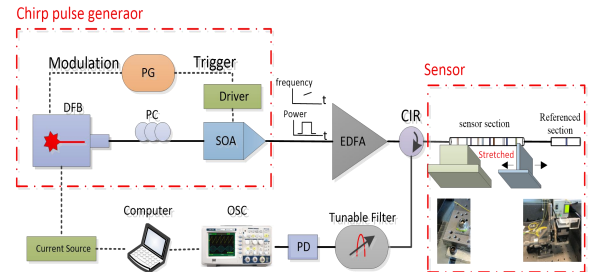 Chirp pulse generaor
Modulation
PG
Trigger
Driver
DFB
PC
SOA
frequency
t
Power
t
EDFA
CIR
Sensor
sensor section
Referenced
section
Stretched
Current Source
Computer
OSC
PD
Tunable Filter